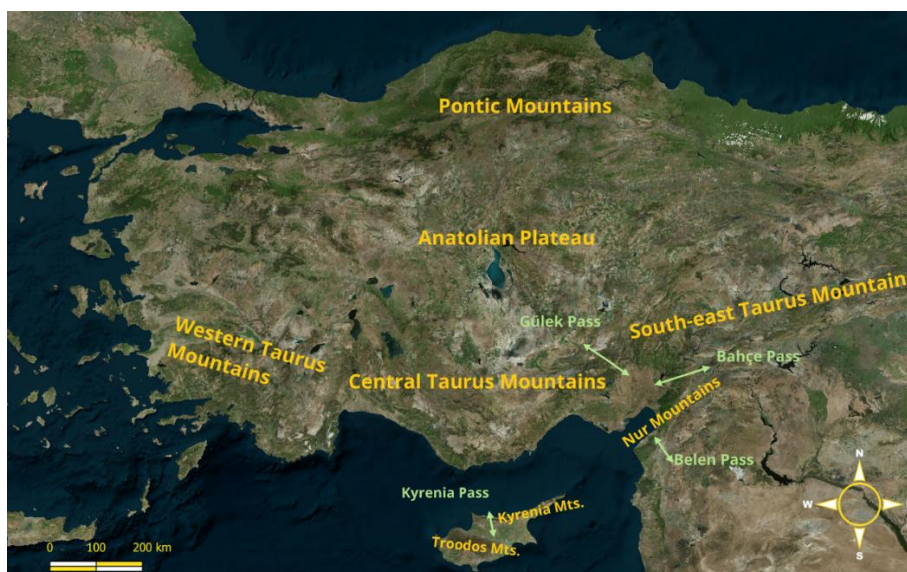 Pontic Mountains
Anatolian Plateau
South-east Taurus Mountain
Gülek Pass
Western Taurus
Mountains
Bahçe Pass
Central Taurus Mountains
Nur Mountains
Belen Pass
Kyrenia Pass
Kyrenia Mts.
Troodos Mts.
N
W
E
S
0 100 200 km